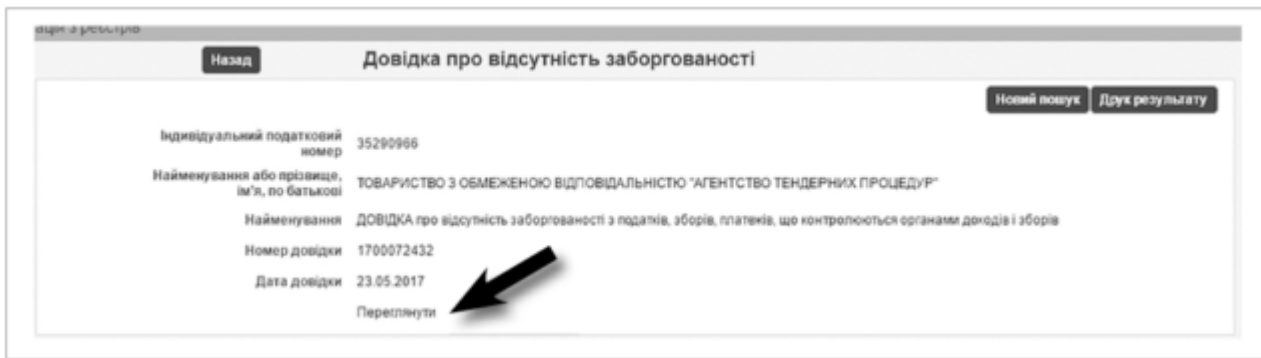 ація з реєстрів
Назад
Довідка про відсутність заборгованості
Новий пошук Друк результату
Індивідуальний податковий
номер
35290966
Найменування або прізвище,
ім'я, по батькові
ТОВАРИСТВО З ОБМЕЖЕНОЮ ВІДПОВІДАЛЬНІСТЮ "АГЕНТСТВО ТЕНДЕРНИХ ПРОЦЕДУР"
Найменування ДОВІДКА про відсутність заборгованості з податків, зборів, платежів, що контролюються органами доходів і зборів
Номер довідки 1700072432
Дата довідки 23.05.2017
Переглянути